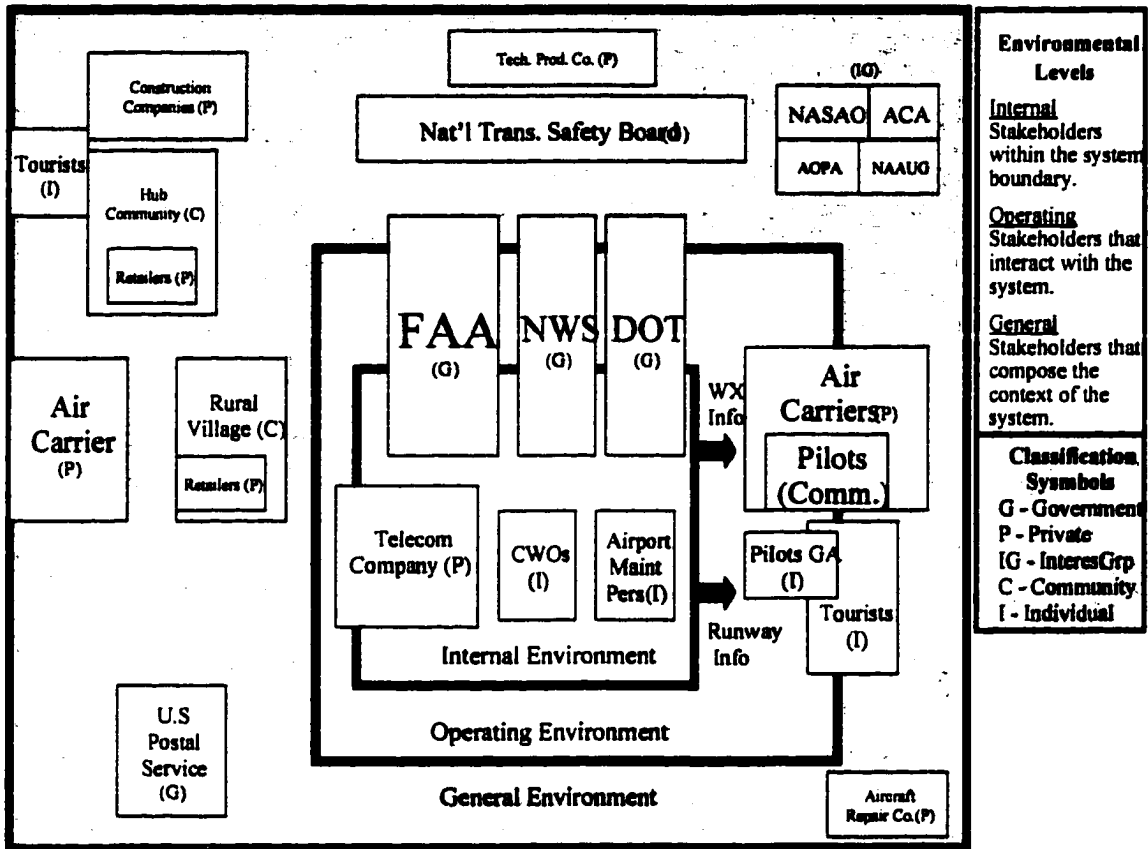 Tech. Prod. Co. (P)
Construction
Companies (P)
(IG)
NASAO
ACA
AOPA
NAAUG
Nat'l Trans. Safety Board
Tourists
(I)
Hub
Community (C)
Retailers (P)
FAA
(G)
NWS
(G)
DOT
(G)
Air
Carrier
(P)
Rural
Village (C)
Retailers (P)
WX
Info
Air
Carriers(P)
Pilots
(Comm.)
Telecom
Company (P)
CWOs
(I)
Airport
Maint
Pers(I)
Pilots GA
(I)
Tourists
(I)
Runway
Info
Internal Environment
Operating Environment
General Environment
U.S
Postal
Service
(G)
Aircraft
Repair Co.(P)
Environmental
Levels
Internal
Stakeholders
within the system
boundary.
Operating
Stakeholders that
interact with the
system.
General
Stakeholders that
compose the
context of the
system.
Classification
Sysmbols
G - Government
P - Private
IG - InteresGrp
C - Community
I - Individual